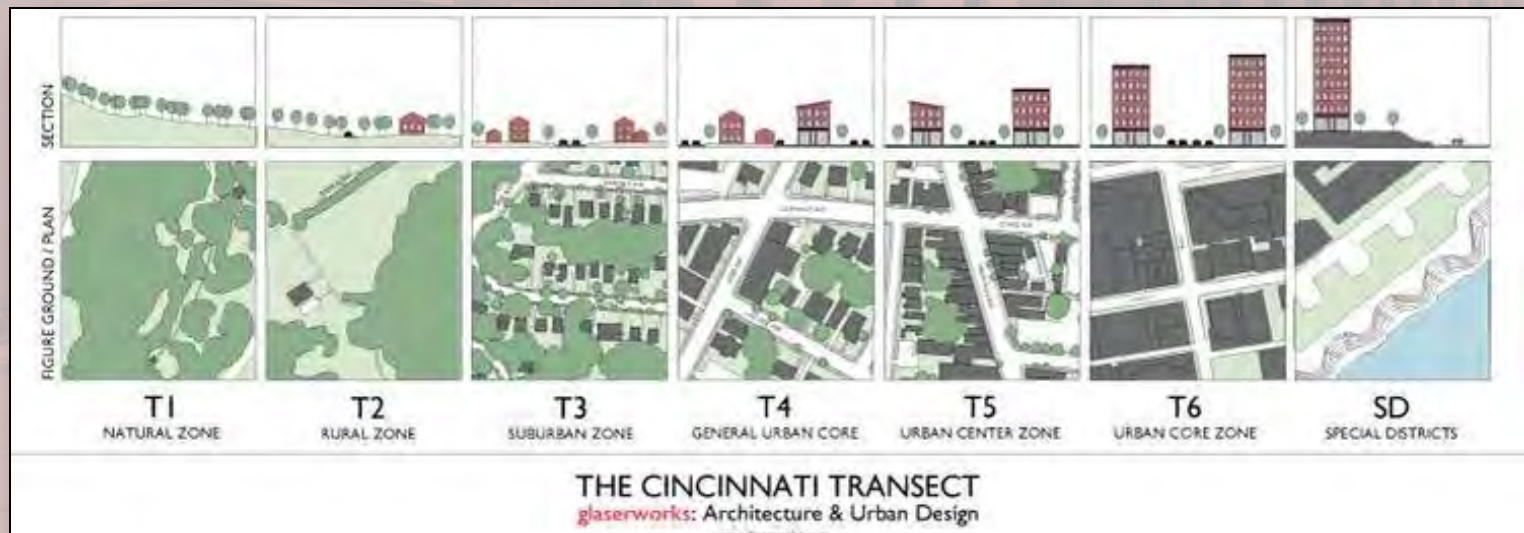 SECTION
FIGURE GROUND / PLAN
T1
NATURAL ZONE
T2
RURAL ZONE
T3
SUBURBAN ZONE
T4
GENERAL URBAN CORE
T5
URBAN CENTER ZONE
T6
URBAN CORE ZONE
SD
SPECIAL DISTRICTS
THE CINCINNATI TRANSECT
glaserworks: Architecture & Urban Design